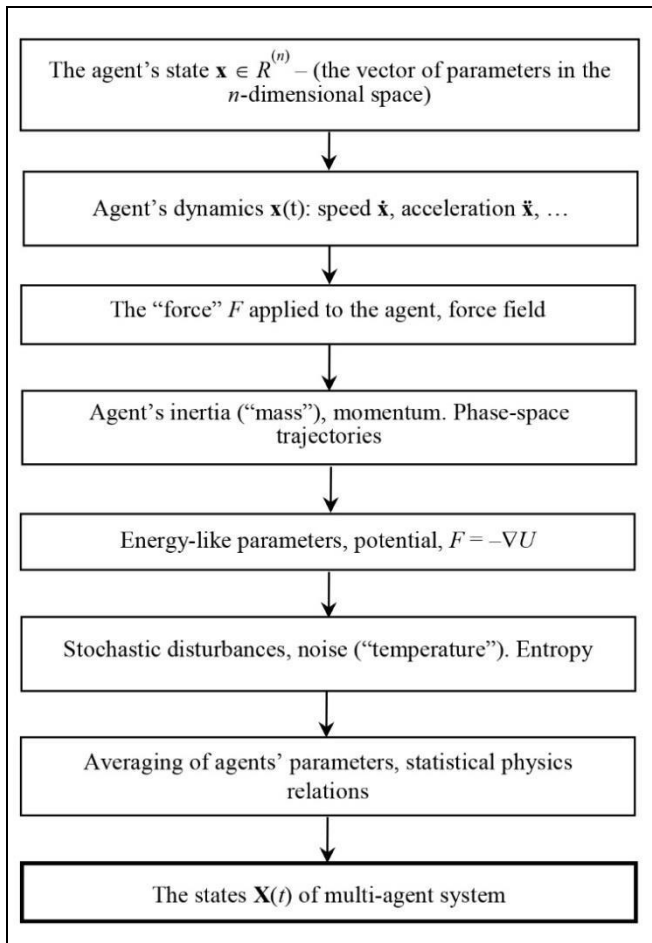 The agent's state x ∈ R⁽ⁿ⁾ – (the vector of parameters in the
n-dimensional space)
Agent's dynamics x(t): speed ẋ, acceleration ẍ, …
The “force” F applied to the agent, force field
Agent's inertia (“mass”), momentum. Phase-space
trajectories
Energy-like parameters, potential, F = –∇U
Stochastic disturbances, noise (“temperature”). Entropy
Averaging of agents' parameters, statistical physics
relations
The states X(t) of multi-agent system